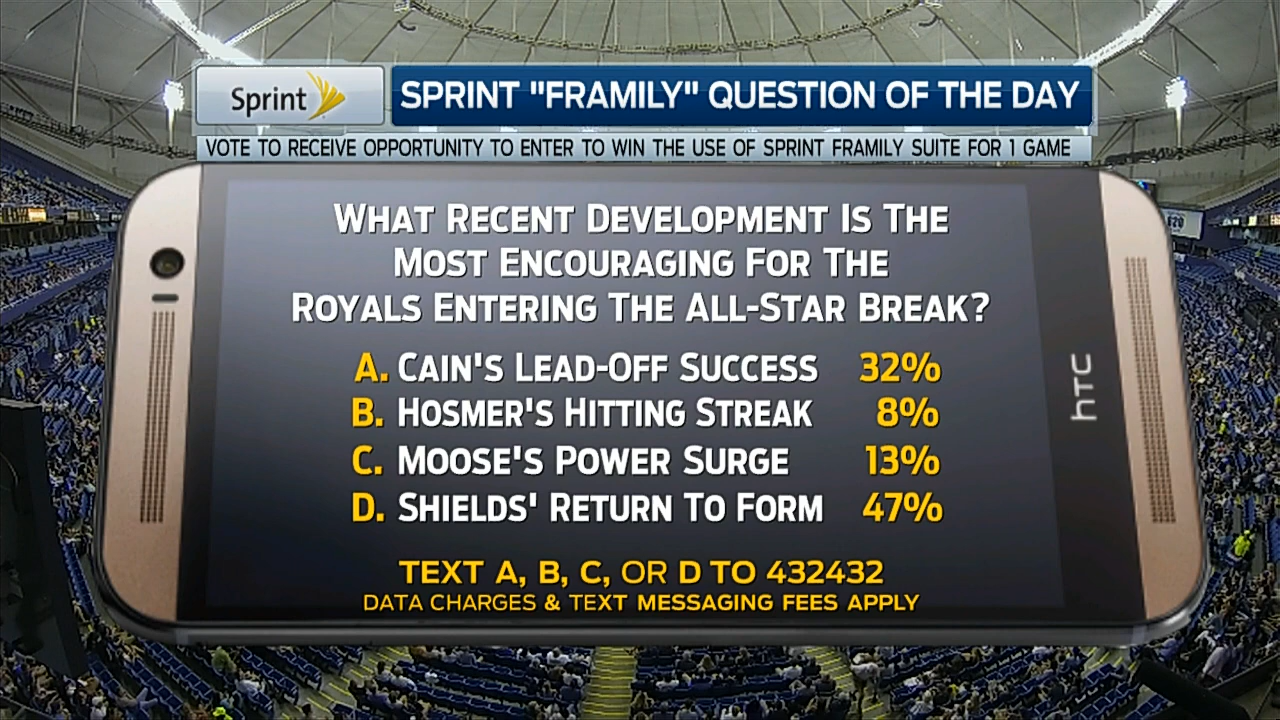 Sprint
SPRINT "FRAMILY" QUESTION OF THE DAY
VOTE TO RECEIVE OPPORTUNITY TO ENTER TO WIN THE USE OF SPRINT FRAMILY SUITE FOR 1 GAME
WHAT RECENT DEVELOPMENT IS THE
MOST ENCOURAGING FOR THE
ROYALS ENTERING THE ALL-STAR BREAK?
A. CAIN'S LEAD-OFF SUCCESS 32%
B. HOSMER'S HITTING STREAK 8%
C. MOOSE'S POWER SURGE 13%
D. SHIELDS' RETURN TO FORM 47%
TEXT A, B, C, OR D TO 432432
DATA CHARGES & TEXT MESSAGING FEES APPLY
hTC